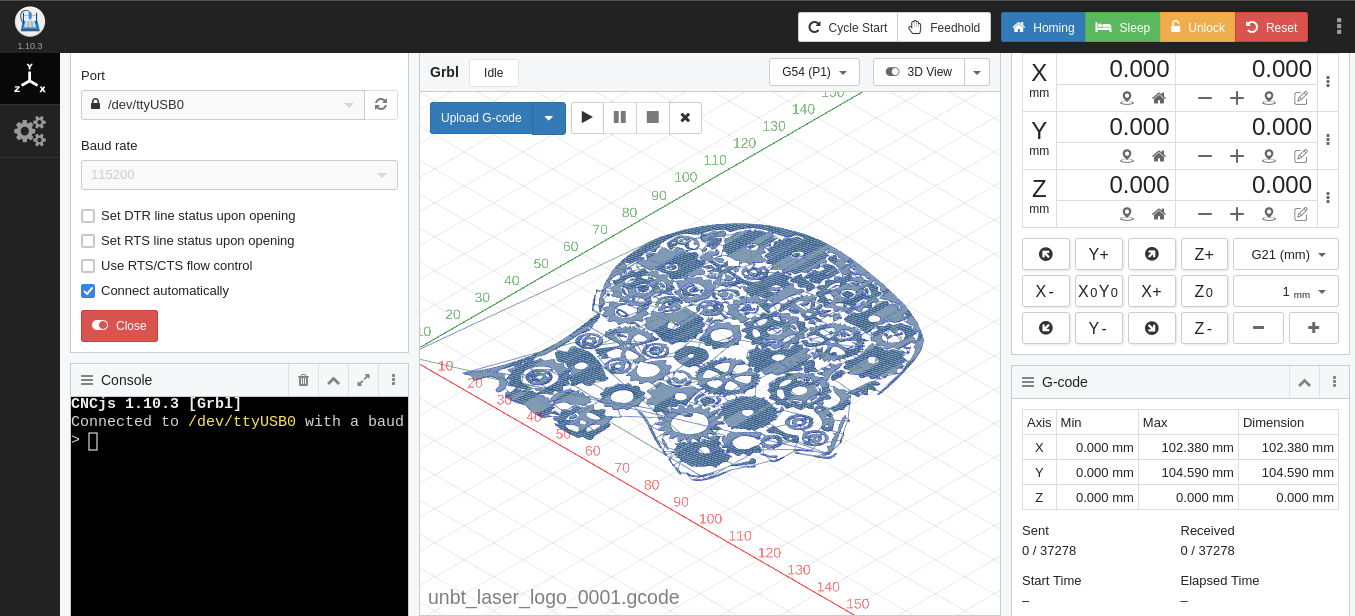 1.10.3
Cycle Start
Feedhold
Homing
Sleep
Unlock
Reset
Y
Z X
Port
/dev/ttyUSB0
Baud rate
115200
Set DTR line status upon opening
Set RTS line status upon opening
Use RTS/CTS flow control
Connect automatically
Close
Console
CNCjs 1.10.3 [Grbl]
Connected to /dev/ttyUSB0 with a baud
>
Grbl
Idle
G54 (P1)
3D View
Upload G-code
150
140
130
120
110
100
90
80
70
60
50
40
30
20
10
10
20
30
40
50
60
70
80
90
100
110
120
130
140
150
unbt_laser_logo_0001.gcode
X 0.000 0.000
mm
Y 0.000 0.000
mm
Z 0.000 0.000
mm
Y+ Z+ G21 (mm)
X- X0Y0 X+ Z0 1 mm
Y- Z-
G-code
Axis Min Max Dimension
X 0.000 mm 102.380 mm 102.380 mm
Y 0.000 mm 104.590 mm 104.590 mm
Z 0.000 mm 0.000 mm 0.000 mm
Sent Received
0 / 37278 0 / 37278
Start Time Elapsed Time
– –